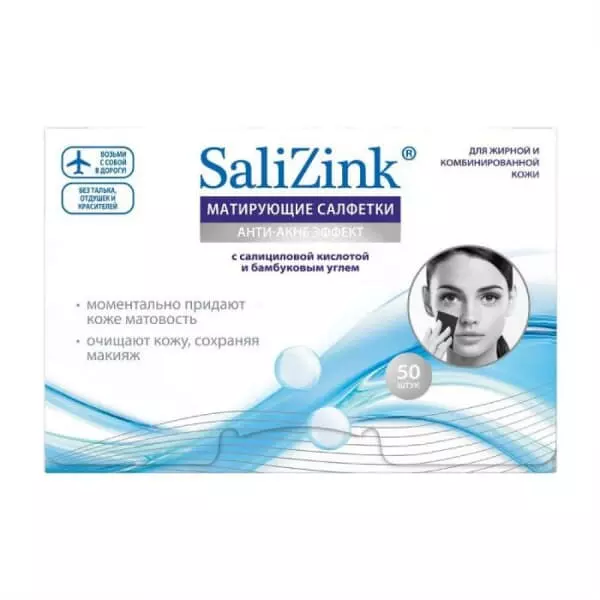 ВОЗЬМИ
С СОБОЙ
В ДОРОГУ!
БЕЗ ТАЛЬКА,
ОТДУШЕК И
КРАСИТЕЛЕЙ
SaliZink®
МАТИРУЮЩИЕ САЛФЕТКИ
АНТИ-АКНЕ ЭФФЕКТ
с салициловой кислотой
и бамбуковым углем
ДЛЯ ЖИРНОЙ И
КОМБИНИРОВАННОЙ
КОЖИ
• моментально придают
коже матовость
• очищают кожу, сохраняя
макияж
50
ШТУК